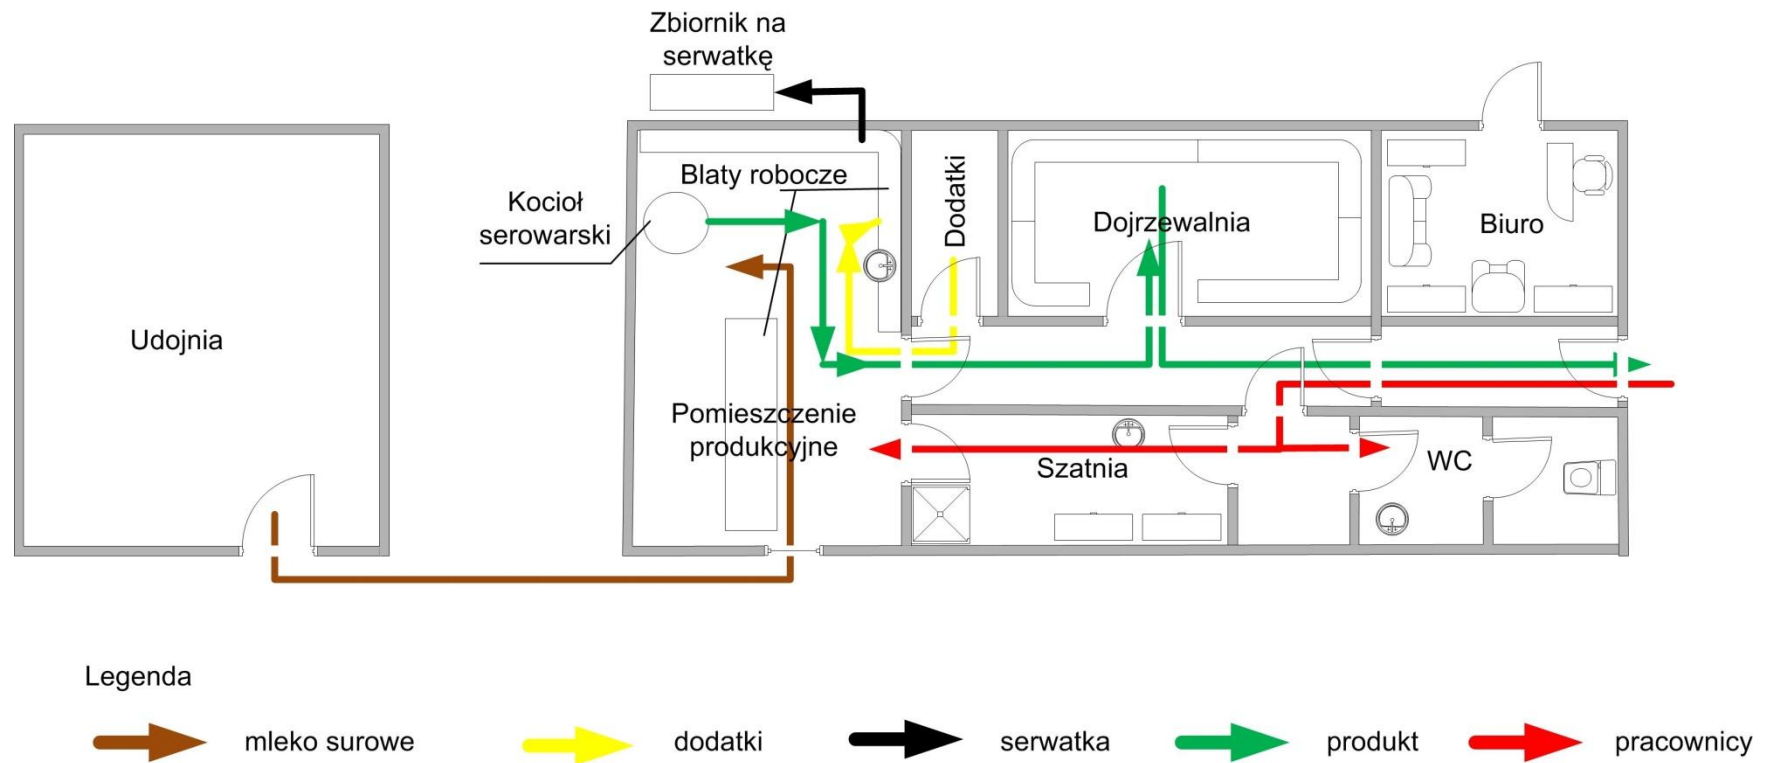 Zbiornik na
serwatkę
Blaty robocze
Kocioł
serowarski
Dodatki
Dojrzewalnia
Biuro
Udojnia
Pomieszczenie
produkcyjne
Szatnia
WC
Legenda
mleko surowe
dodatki
serwatka
produkt
pracownicy